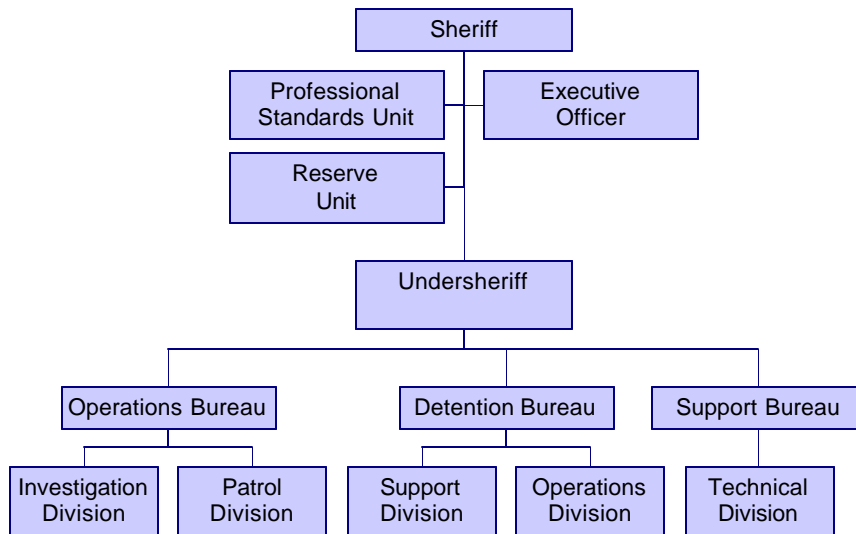 Sheriff
Professional
Standards Unit
Executive
Officer
Reserve
Unit
Undersheriff
Operations Bureau
Detention Bureau
Support Bureau
Investigation
Division
Patrol
Division
Support
Division
Operations
Division
Technical
Division